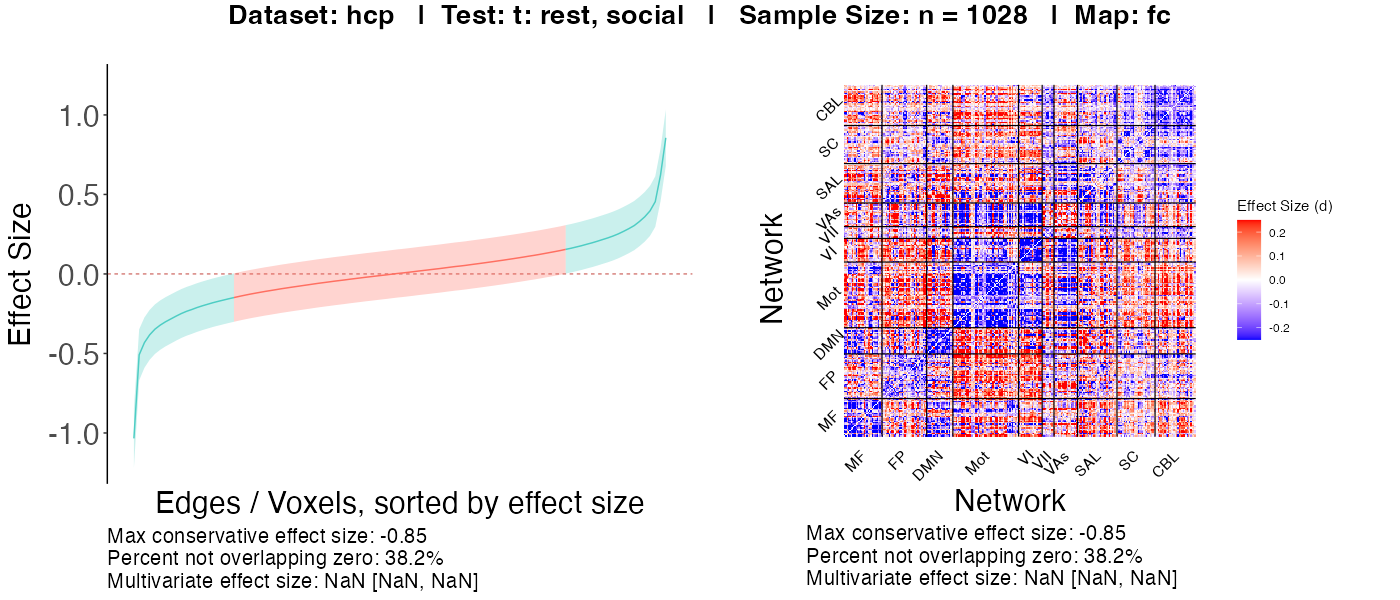 Dataset: hcp | Test: t: rest, social | Sample Size: n = 1028 | Map: fc
Effect Size
1.0
0.5
0.0
-0.5
-1.0
Edges / Voxels, sorted by effect size
Max conservative effect size: -0.85
Percent not overlapping zero: 38.2%
Multivariate effect size: NaN [NaN, NaN]
Network
CBL
SC
SAL
VAs
VII
VI
Mot
DMN
FP
MF
MF
FP
DMN
Mot
VI
VII
VAs
SAL
SC
CBL
Network
Effect Size (d)
0.2
0.1
0.0
-0.1
-0.2
Max conservative effect size: -0.85
Percent not overlapping zero: 38.2%
Multivariate effect size: NaN [NaN, NaN]